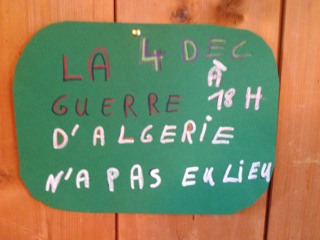 LA 4 DEC
À
GUERRE 18 H
D'ALGERIE
N'A PAS EU LIEU